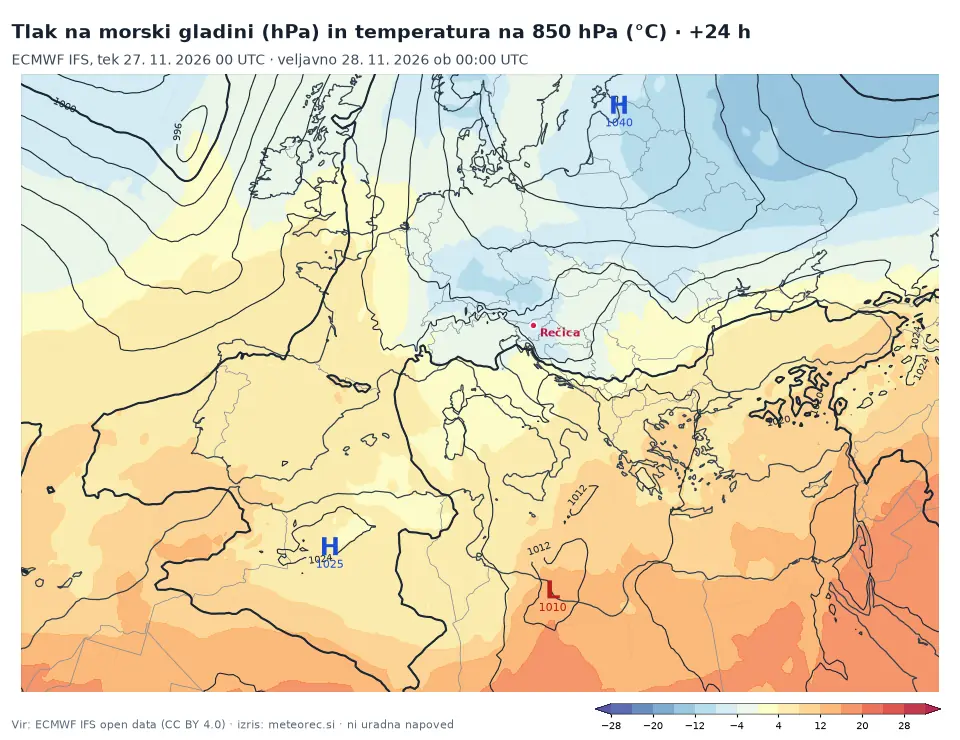 Tlak na morski gladini (hPa) in temperatura na 850 hPa (°C) · +24 h
ECMWF IFS, tek 27. 11. 2026 00 UTC · veljavno 28. 11. 2026 ob 00:00 UTC
1000
996
H
1040
Rečica
1024
1024
1020
1020
1012
1012
H
1024
1025
L
1010
−28 −20 −12 −4 4 12 20 28
Vir: ECMWF IFS open data (CC BY 4.0) · izris: meteorec.si · ni uradna napoved